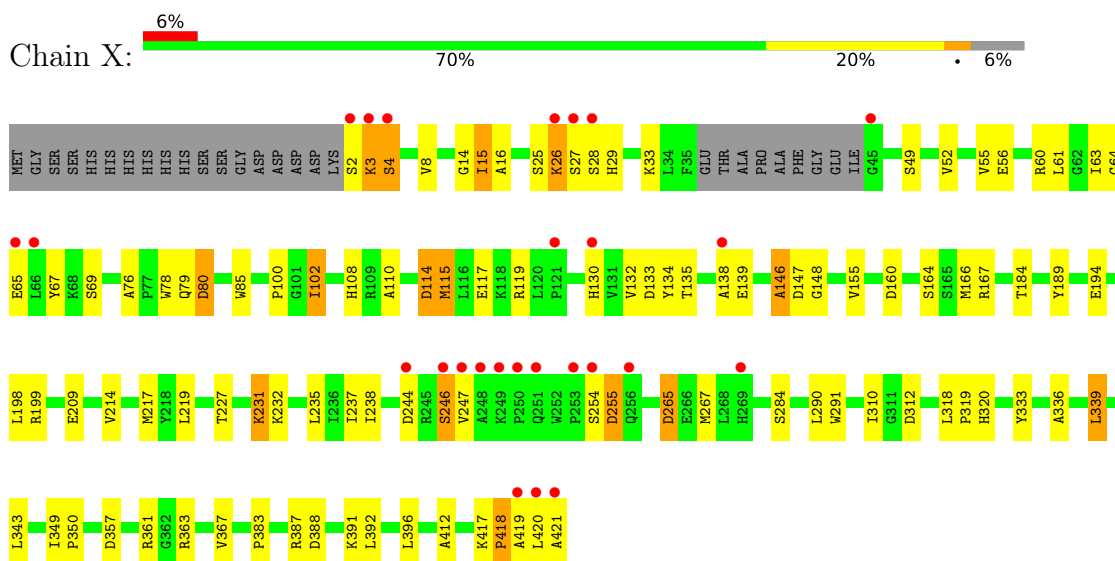 6%
Chain X:
70% 20% • 6%
MET GLY SER SER HIS HIS HIS HIS HIS HIS HIS HIS SER SER GLY ASP ASP ASP ASP LYS S2 K3 S4 V8 G14 I15 A16 S25 K26 S27 S28 H29 K33 L34 F35 GLU THR ALA PRO ALA PHE GLY GLU ILE G45 S49 V52 V55 E56 R60 L61 G62 I63 G64
E65 L66 Y67 K68 S69 A76 P77 W78 Q79 D80 W85 P100 G101 I102 H108 R109 A110 D114 M115 L116 E117 K118 R119 L120 P121 H130 V131 V132 D133 Y134 T135 A138 E139 A146 D147 G148 V155 D160 S164 S165 M166 R167 T184 Y189 E194
L198 R199 E209 V214 M217 Y218 L219 T227 K231 K232 L235 I236 I237 I238 D244 R245 S246 V247 A248 K249 P250 Q251 W252 P253 S254 D255 Q256 D265 E266 M267 L268 H269 S284 L290 W291 I310 G311 D312 L318 P319 H320 Y333 A336 L339
L343 I349 P350 D357 R361 G362 R363 V367 P383 R387 D388 K391 L392 L396 A412 K417 P418 A419 L420 A421